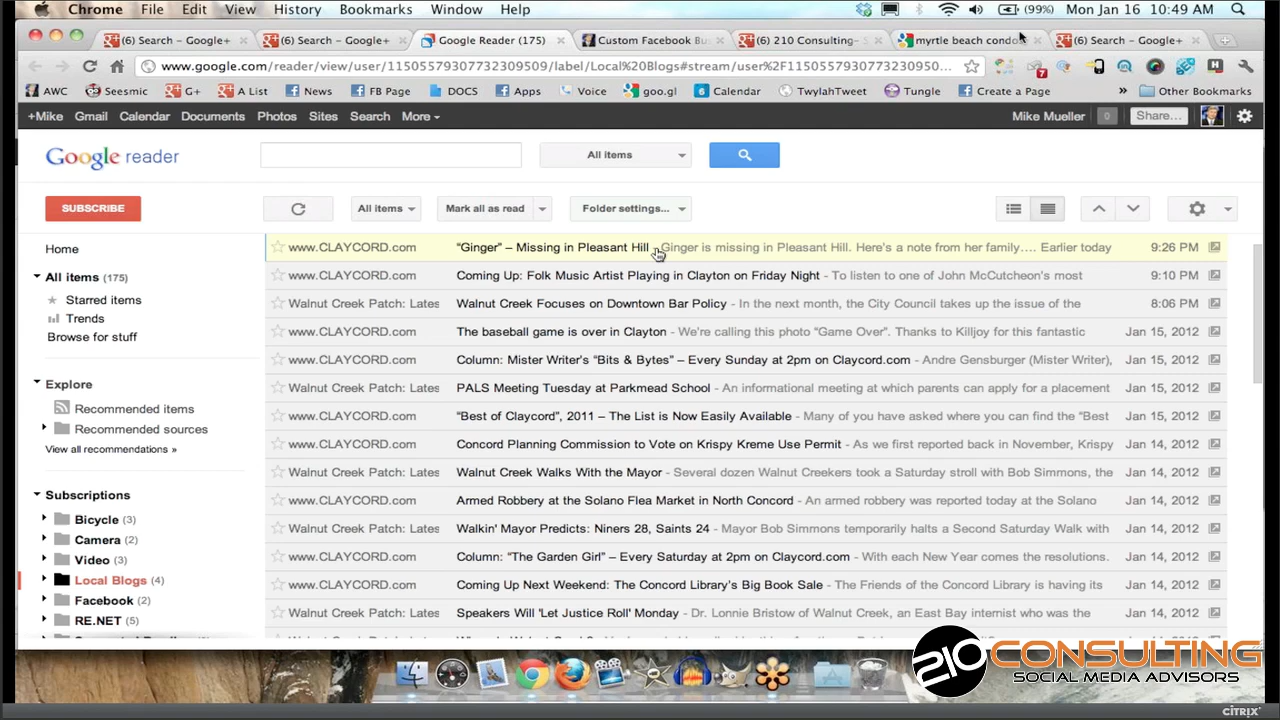 Chrome File Edit View History Bookmarks Window Help (99%) Mon Jan 16 10:49 AM
(6) Search – Google+ (6) Search – Google+ Google Reader (175) Custom Facebook Bu (6) 210 Consulting– S myrtle beach condo (6) Search – Google+
www.google.com/reader/view/user/11505579307732309509/label/Local%20Blogs#stream/user%2F1150557930773230950...
AWC Seesmic G+ A List News FB Page DOCS Apps Voice goo.gl Calendar TwylahTweet Tungle Create a Page » Other Bookmarks
+Mike Gmail Calendar Documents Photos Sites Search More Mike Mueller 0 Share...
Google reader All items
SUBSCRIBE All items Mark all as read Folder settings...
Home
All items (175)
Starred items
Trends
Browse for stuff
Explore
Recommended items
Recommended sources
View all recommendations »
Subscriptions
Bicycle (3)
Camera (2)
Video (3)
Local Blogs (4)
Facebook (2)
RE.NET (5)
www.CLAYCORD.com "Ginger" – Missing in Pleasant Hill - Ginger is missing in Pleasant Hill. Here's a note from her family…. Earlier today 9:26 PM
www.CLAYCORD.com Coming Up: Folk Music Artist Playing in Clayton on Friday Night - To listen to one of John McCutcheon's most 9:10 PM
Walnut Creek Patch: Lates Walnut Creek Focuses on Downtown Bar Policy - In the next month, the City Council takes up the issue of the 8:06 PM
www.CLAYCORD.com The baseball game is over in Clayton - We're calling this photo "Game Over". Thanks to Killjoy for this fantastic Jan 15, 2012
www.CLAYCORD.com Column: Mister Writer's "Bits & Bytes" – Every Sunday at 2pm on Claycord.com - Andre Gensburger (Mister Writer), Jan 15, 2012
Walnut Creek Patch: Lates PALS Meeting Tuesday at Parkmead School - An informational meeting at which parents can apply for a placement Jan 15, 2012
www.CLAYCORD.com "Best of Claycord", 2011 – The List is Now Easily Available - Many of you have asked where you can find the "Best Jan 15, 2012
www.CLAYCORD.com Concord Planning Commission to Vote on Krispy Kreme Use Permit - As we first reported back in November, Krispy Jan 14, 2012
Walnut Creek Patch: Lates Walnut Creek Walks With the Mayor - Several dozen Walnut Creekers took a Saturday stroll with Bob Simmons, the Jan 14, 2012
www.CLAYCORD.com Armed Robbery at the Solano Flea Market in North Concord - An armed robbery was reported today at the Solano Jan 14, 2012
Walnut Creek Patch: Lates Walkin' Mayor Predicts: Niners 28, Saints 24 - Mayor Bob Simmons temporarily halts a Second Saturday Walk with Jan 14, 2012
www.CLAYCORD.com Column: "The Garden Girl" – Every Saturday at 2pm on Claycord.com - With each New Year comes the resolutions. Jan 14, 2012
www.CLAYCORD.com Coming Up Next Weekend: The Concord Library's Big Book Sale - The Friends of the Concord Library is having its Jan 14, 2012
Walnut Creek Patch: Lates Speakers Will 'Let Justice Roll' Monday - Dr. Lonnie Bristow of Walnut Creek, an East Bay internist who was the Jan 14, 2012
210 CONSULTING
SOCIAL MEDIA ADVISORS
CITRIX